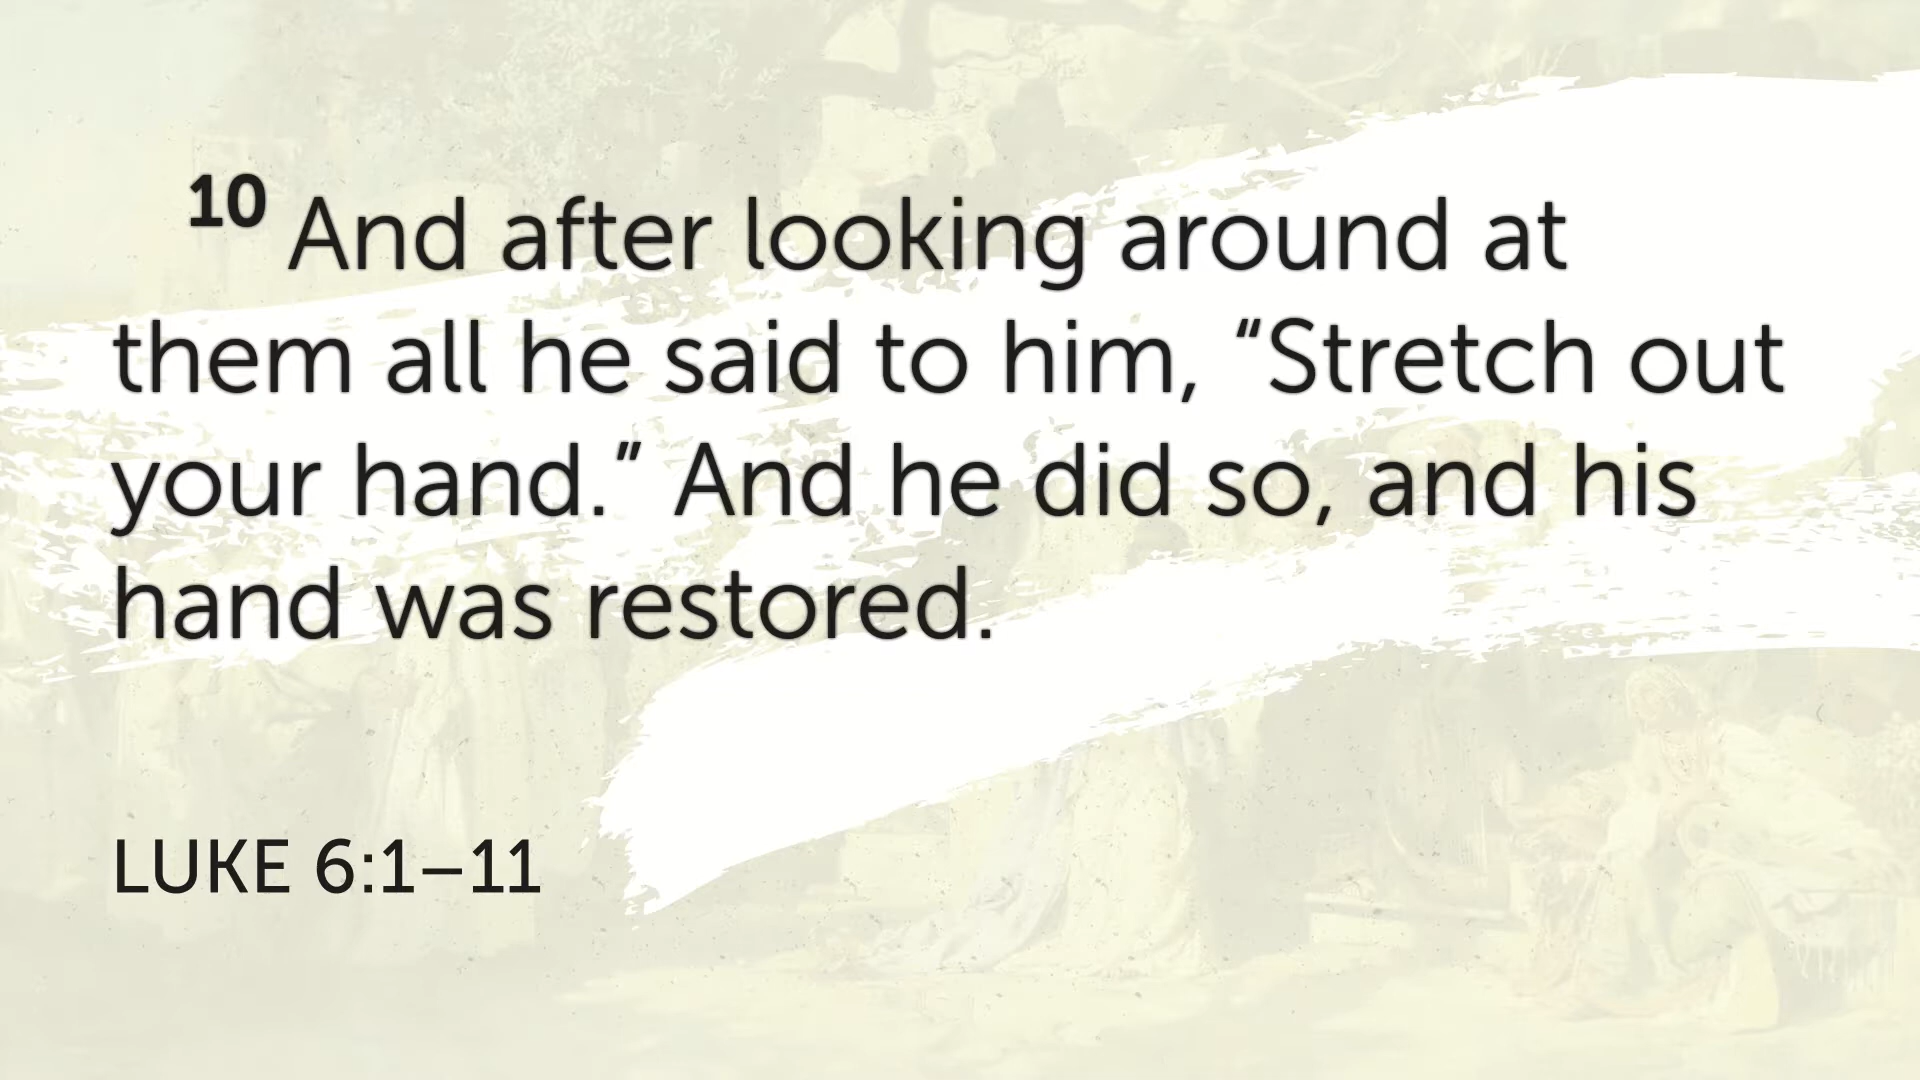 10 And after looking around at
them all he said to him, “Stretch out
your hand.” And he did so, and his
hand was restored.
LUKE 6:1–11